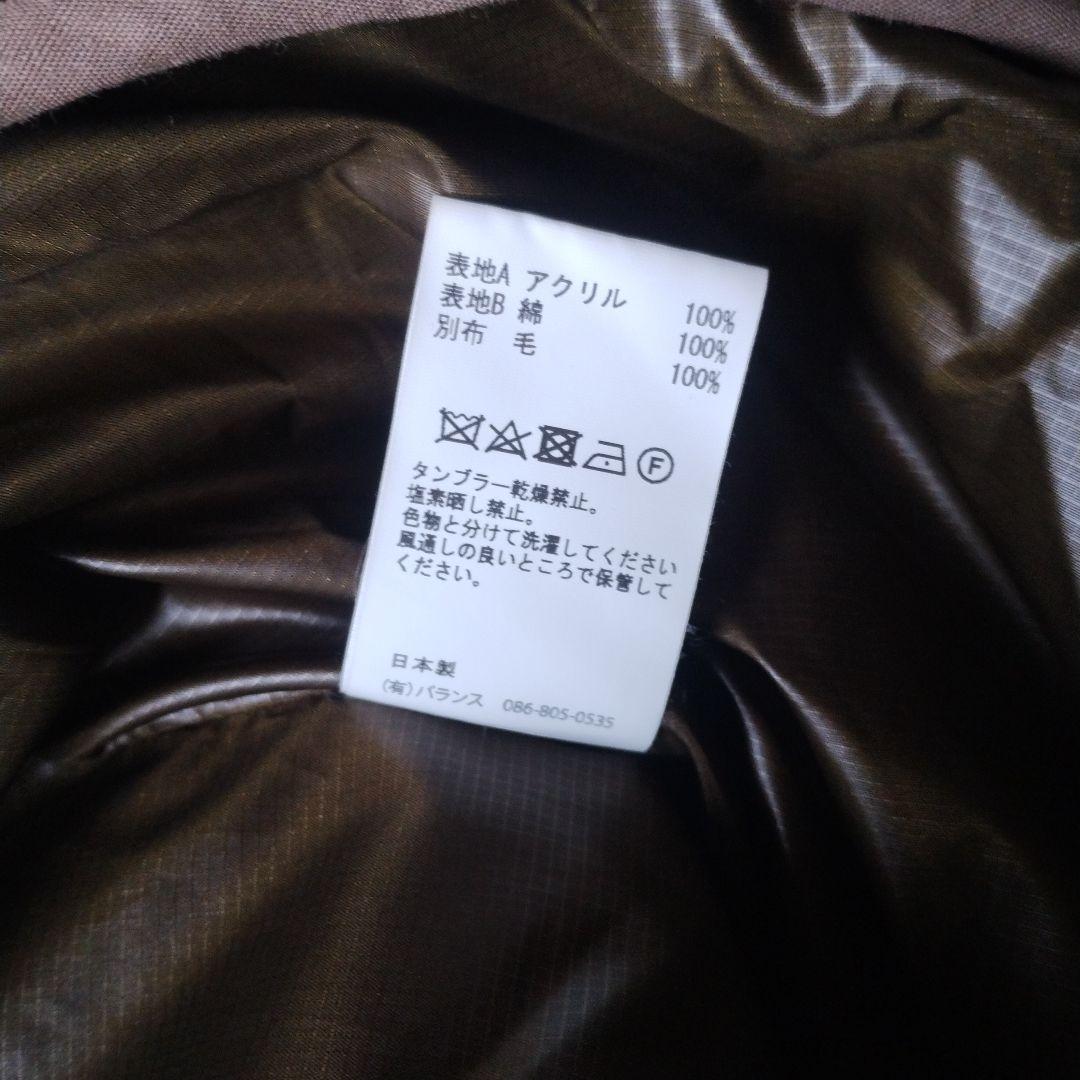 表地A アクリル 100%
表地B 綿 100%
別布 毛 100%
F
タンブラー乾燥禁止。
塩素晒し禁止。
色物と分けて洗濯してください
風通しの良いところで保管して
ください。
日本製
(有)バランス 086-805-0535